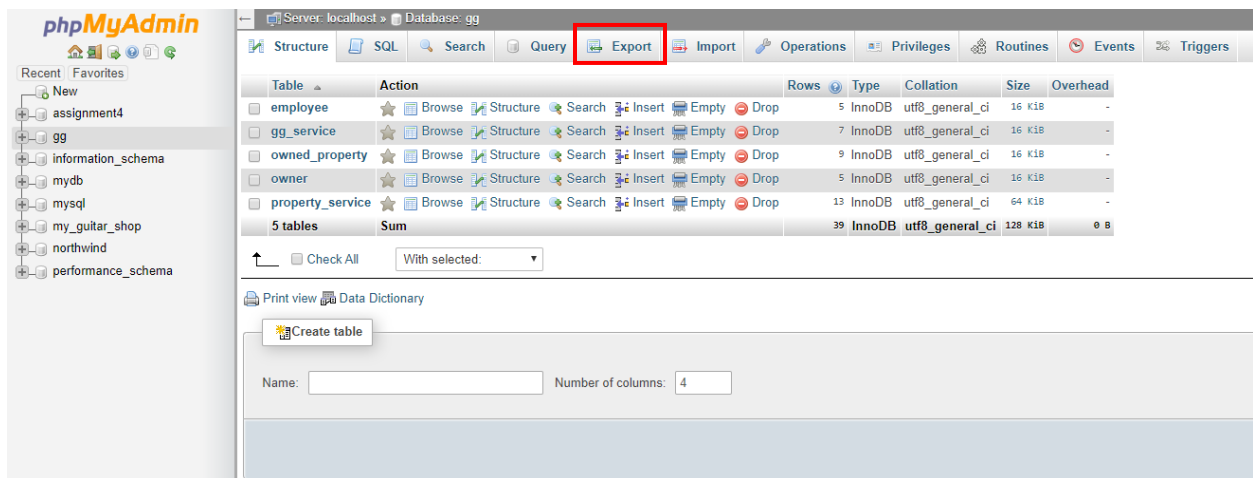 phpMyAdmin
Recent Favorites
New
assignment4
gg
information_schema
mydb
mysql
my_guitar_shop
northwind
performance_schema
Server: localhost » Database: gg
Structure SQL Search Query Export Import Operations Privileges Routines Events Triggers
Table Action Rows Type Collation Size Overhead
employee Browse Structure Search Insert Empty Drop 5 InnoDB utf8_general_ci 16 KiB -
gg_service Browse Structure Search Insert Empty Drop 7 InnoDB utf8_general_ci 16 KiB -
owned_property Browse Structure Search Insert Empty Drop 9 InnoDB utf8_general_ci 16 KiB -
owner Browse Structure Search Insert Empty Drop 5 InnoDB utf8_general_ci 16 KiB -
property_service Browse Structure Search Insert Empty Drop 13 InnoDB utf8_general_ci 64 KiB -
5 tables Sum 39 InnoDB utf8_general_ci 128 KiB 0 B
Check All With selected:
Print view Data Dictionary
Create table
Name: Number of columns: 4